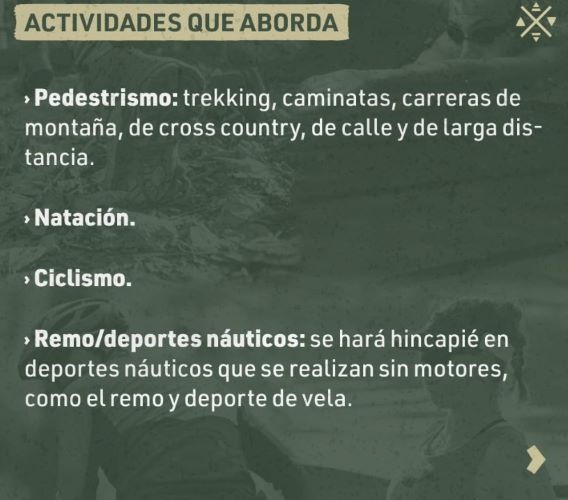 ACTIVIDADES QUE ABORDA
› Pedestrismo: trekking, caminatas, carreras de
montaña, de cross country, de calle y de larga dis-
tancia.
› Natación.
› Ciclismo.
› Remo/deportes náuticos: se hará hincapié en
deportes náuticos que se realizan sin motores,
como el remo y deporte de vela.